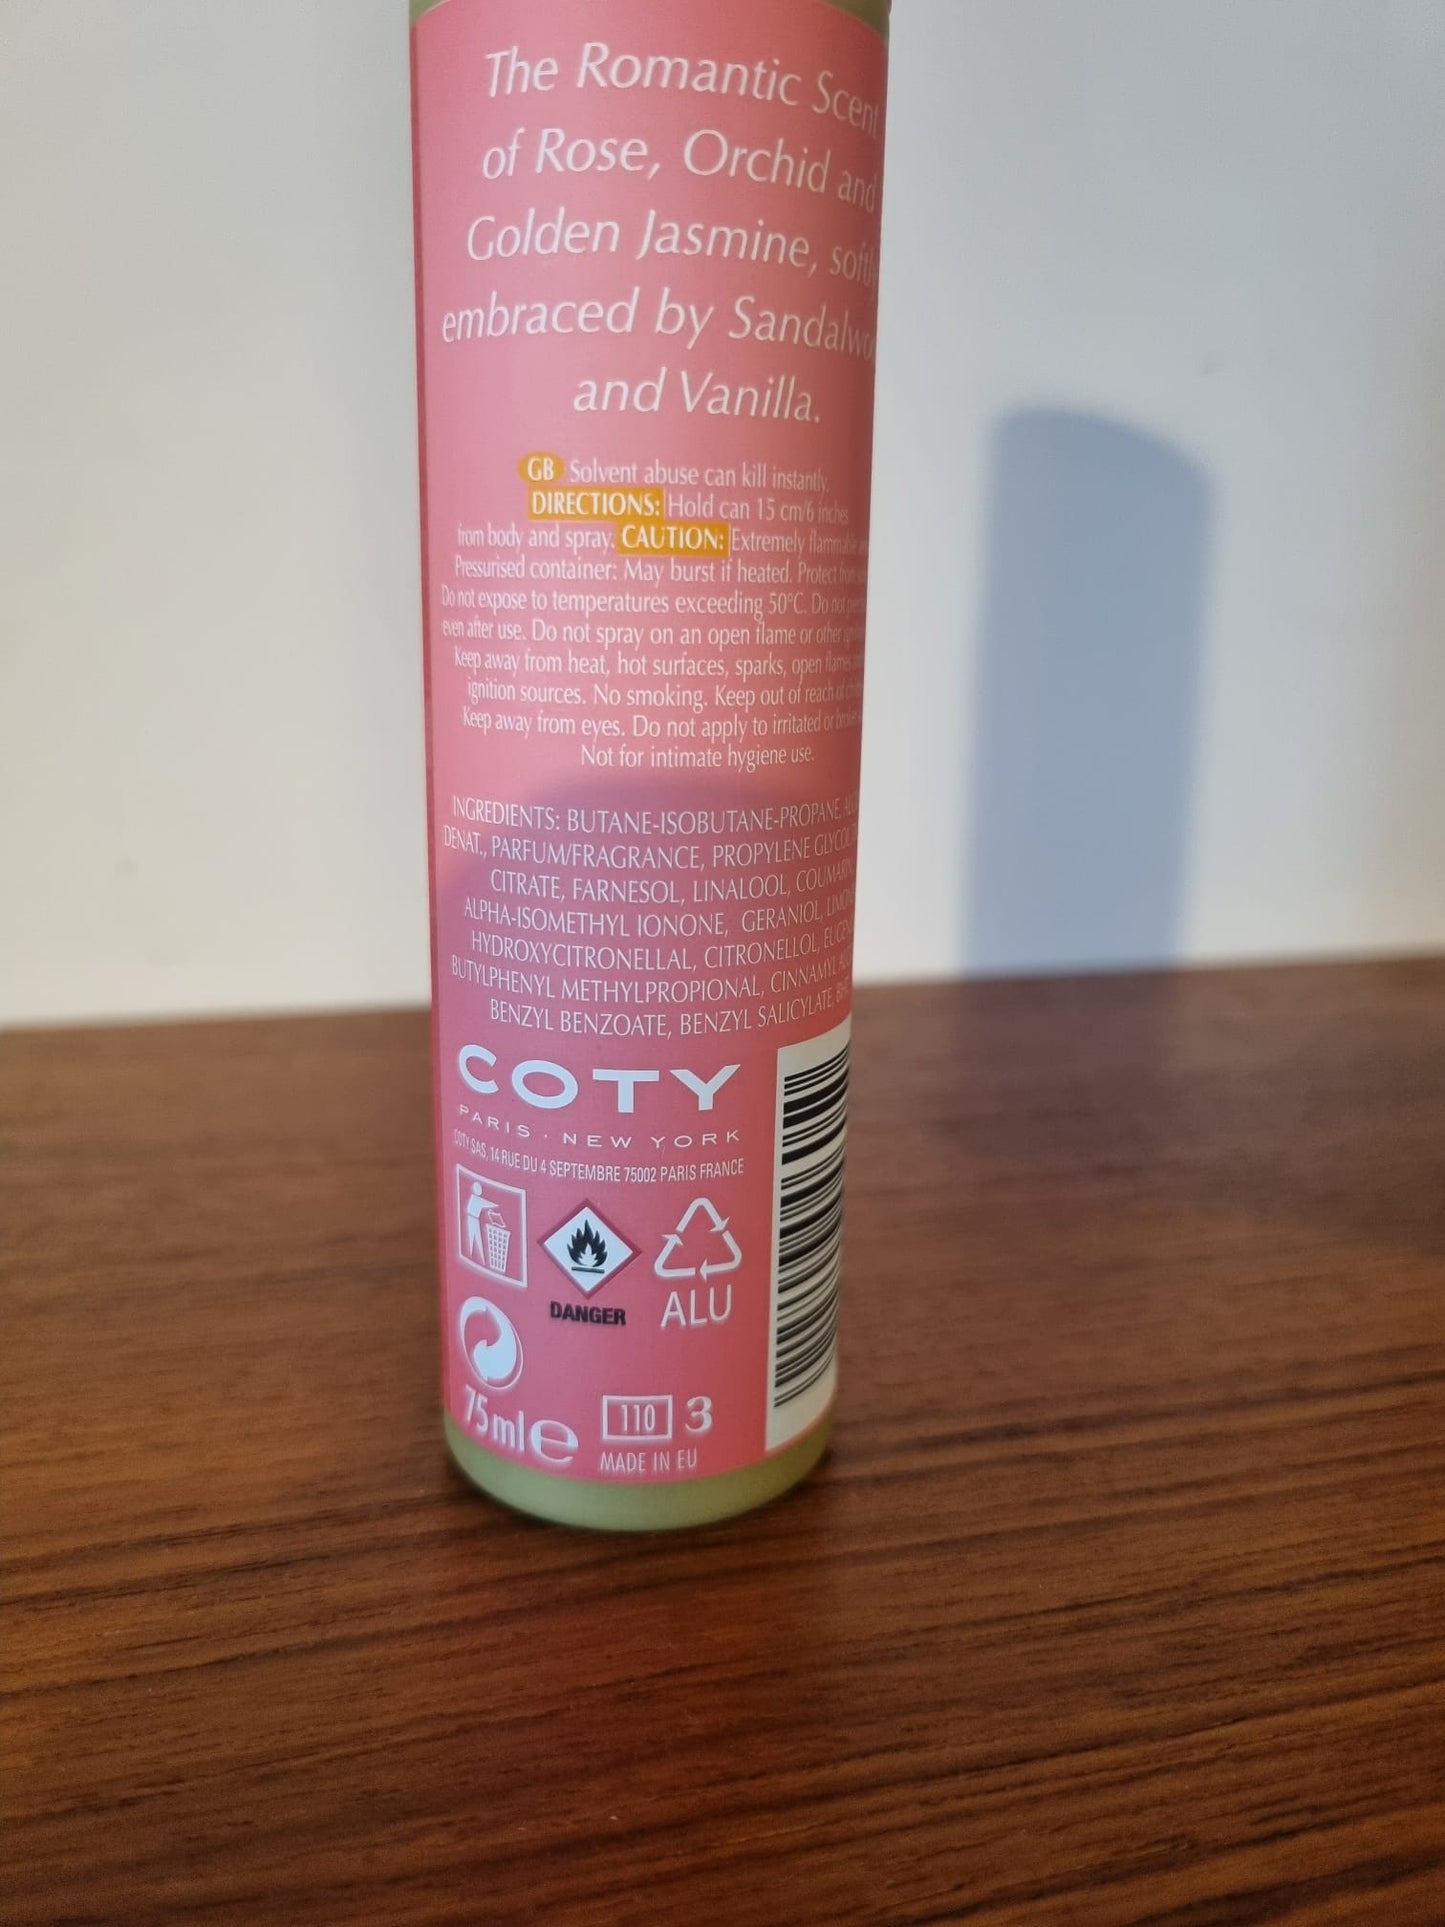 The Romantic Scent
of Rose, Orchid and
Golden Jasmine, softly
embraced by
and Vanilla.
GB Solvent abuse can kill instantly.
DIRECTIONS: Hold can 15 cm/6 inches
from body and spray. CAUTION: Extremely flammable
Pressurised container: May burst if heated. Protect from
Do not expose to temperatures exceeding 50°C. Do not
even after use. Do not spray on an open flame or other
Keep away from heat, hot surfaces, sparks, open flames
ignition sources. No smoking. Keep out of reach of
Keep away from eyes. Do not apply to irritated or
Not for intimate hygiene use.
INGREDIENTS: BUTANE-ISOBUTANE-PROPANE,
DENAT., PARFUM/FRAGRANCE, PROPYLENE GLYCOL,
CITRATE, FARNESOL, LINALOOL, COUMARIN,
ALPHA-ISOMETHYL IONONE, GERANIOL,
HYDROXYCITRONELLAL, CITRONELLOL,
BUTYLPHENYL METHYLPROPIONAL, CINNAMYL
BENZYL BENZOATE, BENZYL SALICYLATE, BHT
COTY
PARIS · NEW YORK
COTY SAS, 14 RUE DU 4 SEPTEMBRE 75002 PARIS FRANCE
DANGER
ALU
75ml e
110 3
MADE IN EU